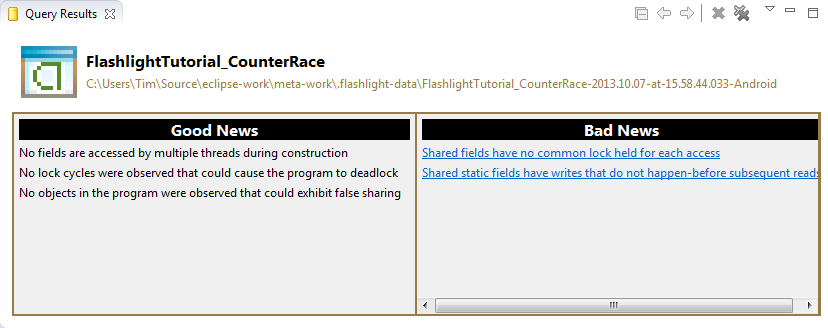 Query Results
FlashlightTutorial_CounterRace
C:\Users\Tim\Source\eclipse-work\meta-work\.flashlight-data\FlashlightTutorial_CounterRace-2013.10.07-at-15.58.44.033-Android
Good News
No fields are accessed by multiple threads during construction
No lock cycles were observed that could cause the program to deadlock
No objects in the program were observed that could exhibit false sharing
Bad News
Shared fields have no common lock held for each access
Shared static fields have writes that do not happen-before subsequent reads